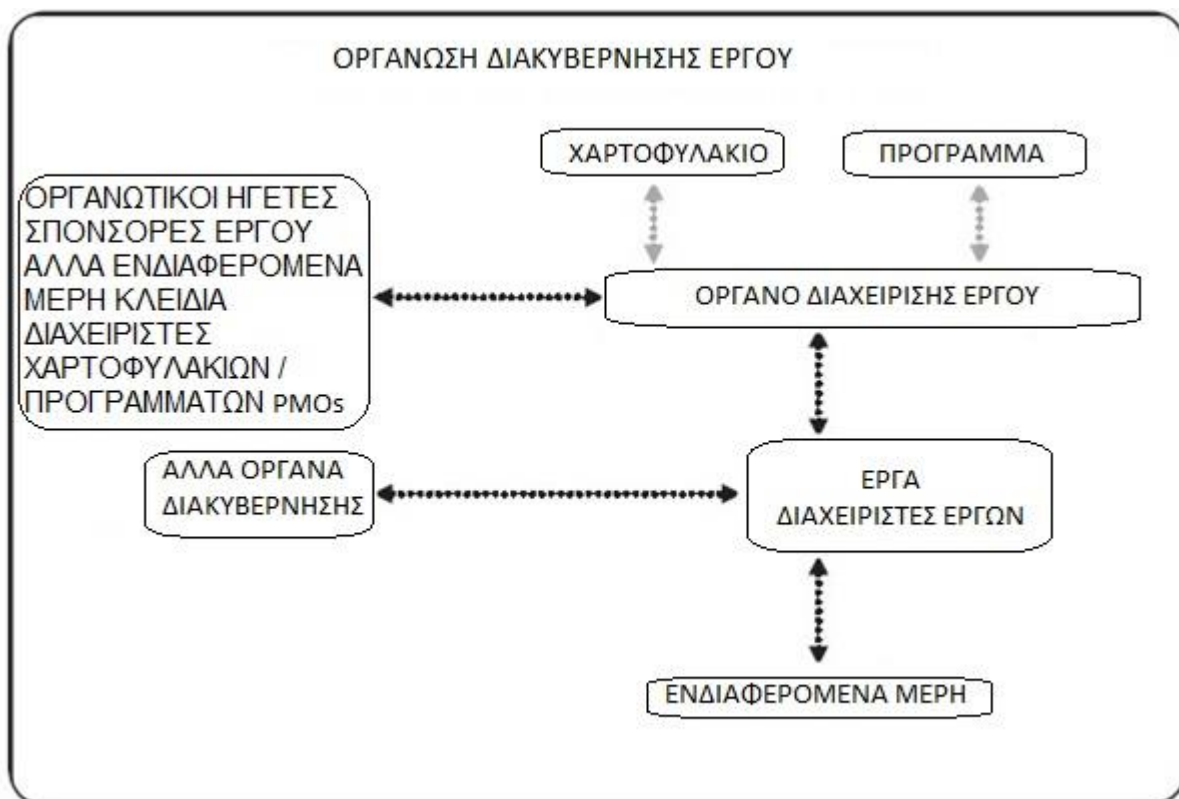 ΟΡΓΑΝΩΣΗ ΔΙΑΚΥΒΕΡΝΗΣΗΣ ΕΡΓΟΥ
ΧΑΡΤΟΦΥΛΑΚΙΟ
ΠΡΟΓΡΑΜΜΑ
ΟΡΓΑΝΩΤΙΚΟΙ ΗΓΕΤΕΣ
ΣΠΟΝΣΟΡΕΣ ΕΡΓΟΥ
ΑΛΛΑ ΕΝΔΙΑΦΕΡΟΜΕΝΑ
ΜΕΡΗ ΚΛΕΙΔΙΑ
ΔΙΑΧΕΙΡΙΣΤΕΣ
ΧΑΡΤΟΦΥΛΑΚΙΩΝ /
ΠΡΟΓΡΑΜΜΑΤΩΝ PMOs
ΟΡΓΑΝΟ ΔΙΑΧΕΙΡΙΣΗΣ ΕΡΓΟΥ
ΑΛΛΑ ΟΡΓΑΝΑ
ΔΙΑΚΥΒΕΡΝΗΣΗΣ
ΕΡΓΑ
ΔΙΑΧΕΙΡΙΣΤΕΣ ΕΡΓΩΝ
ΕΝΔΙΑΦΕΡΟΜΕΝΑ ΜΕΡΗ